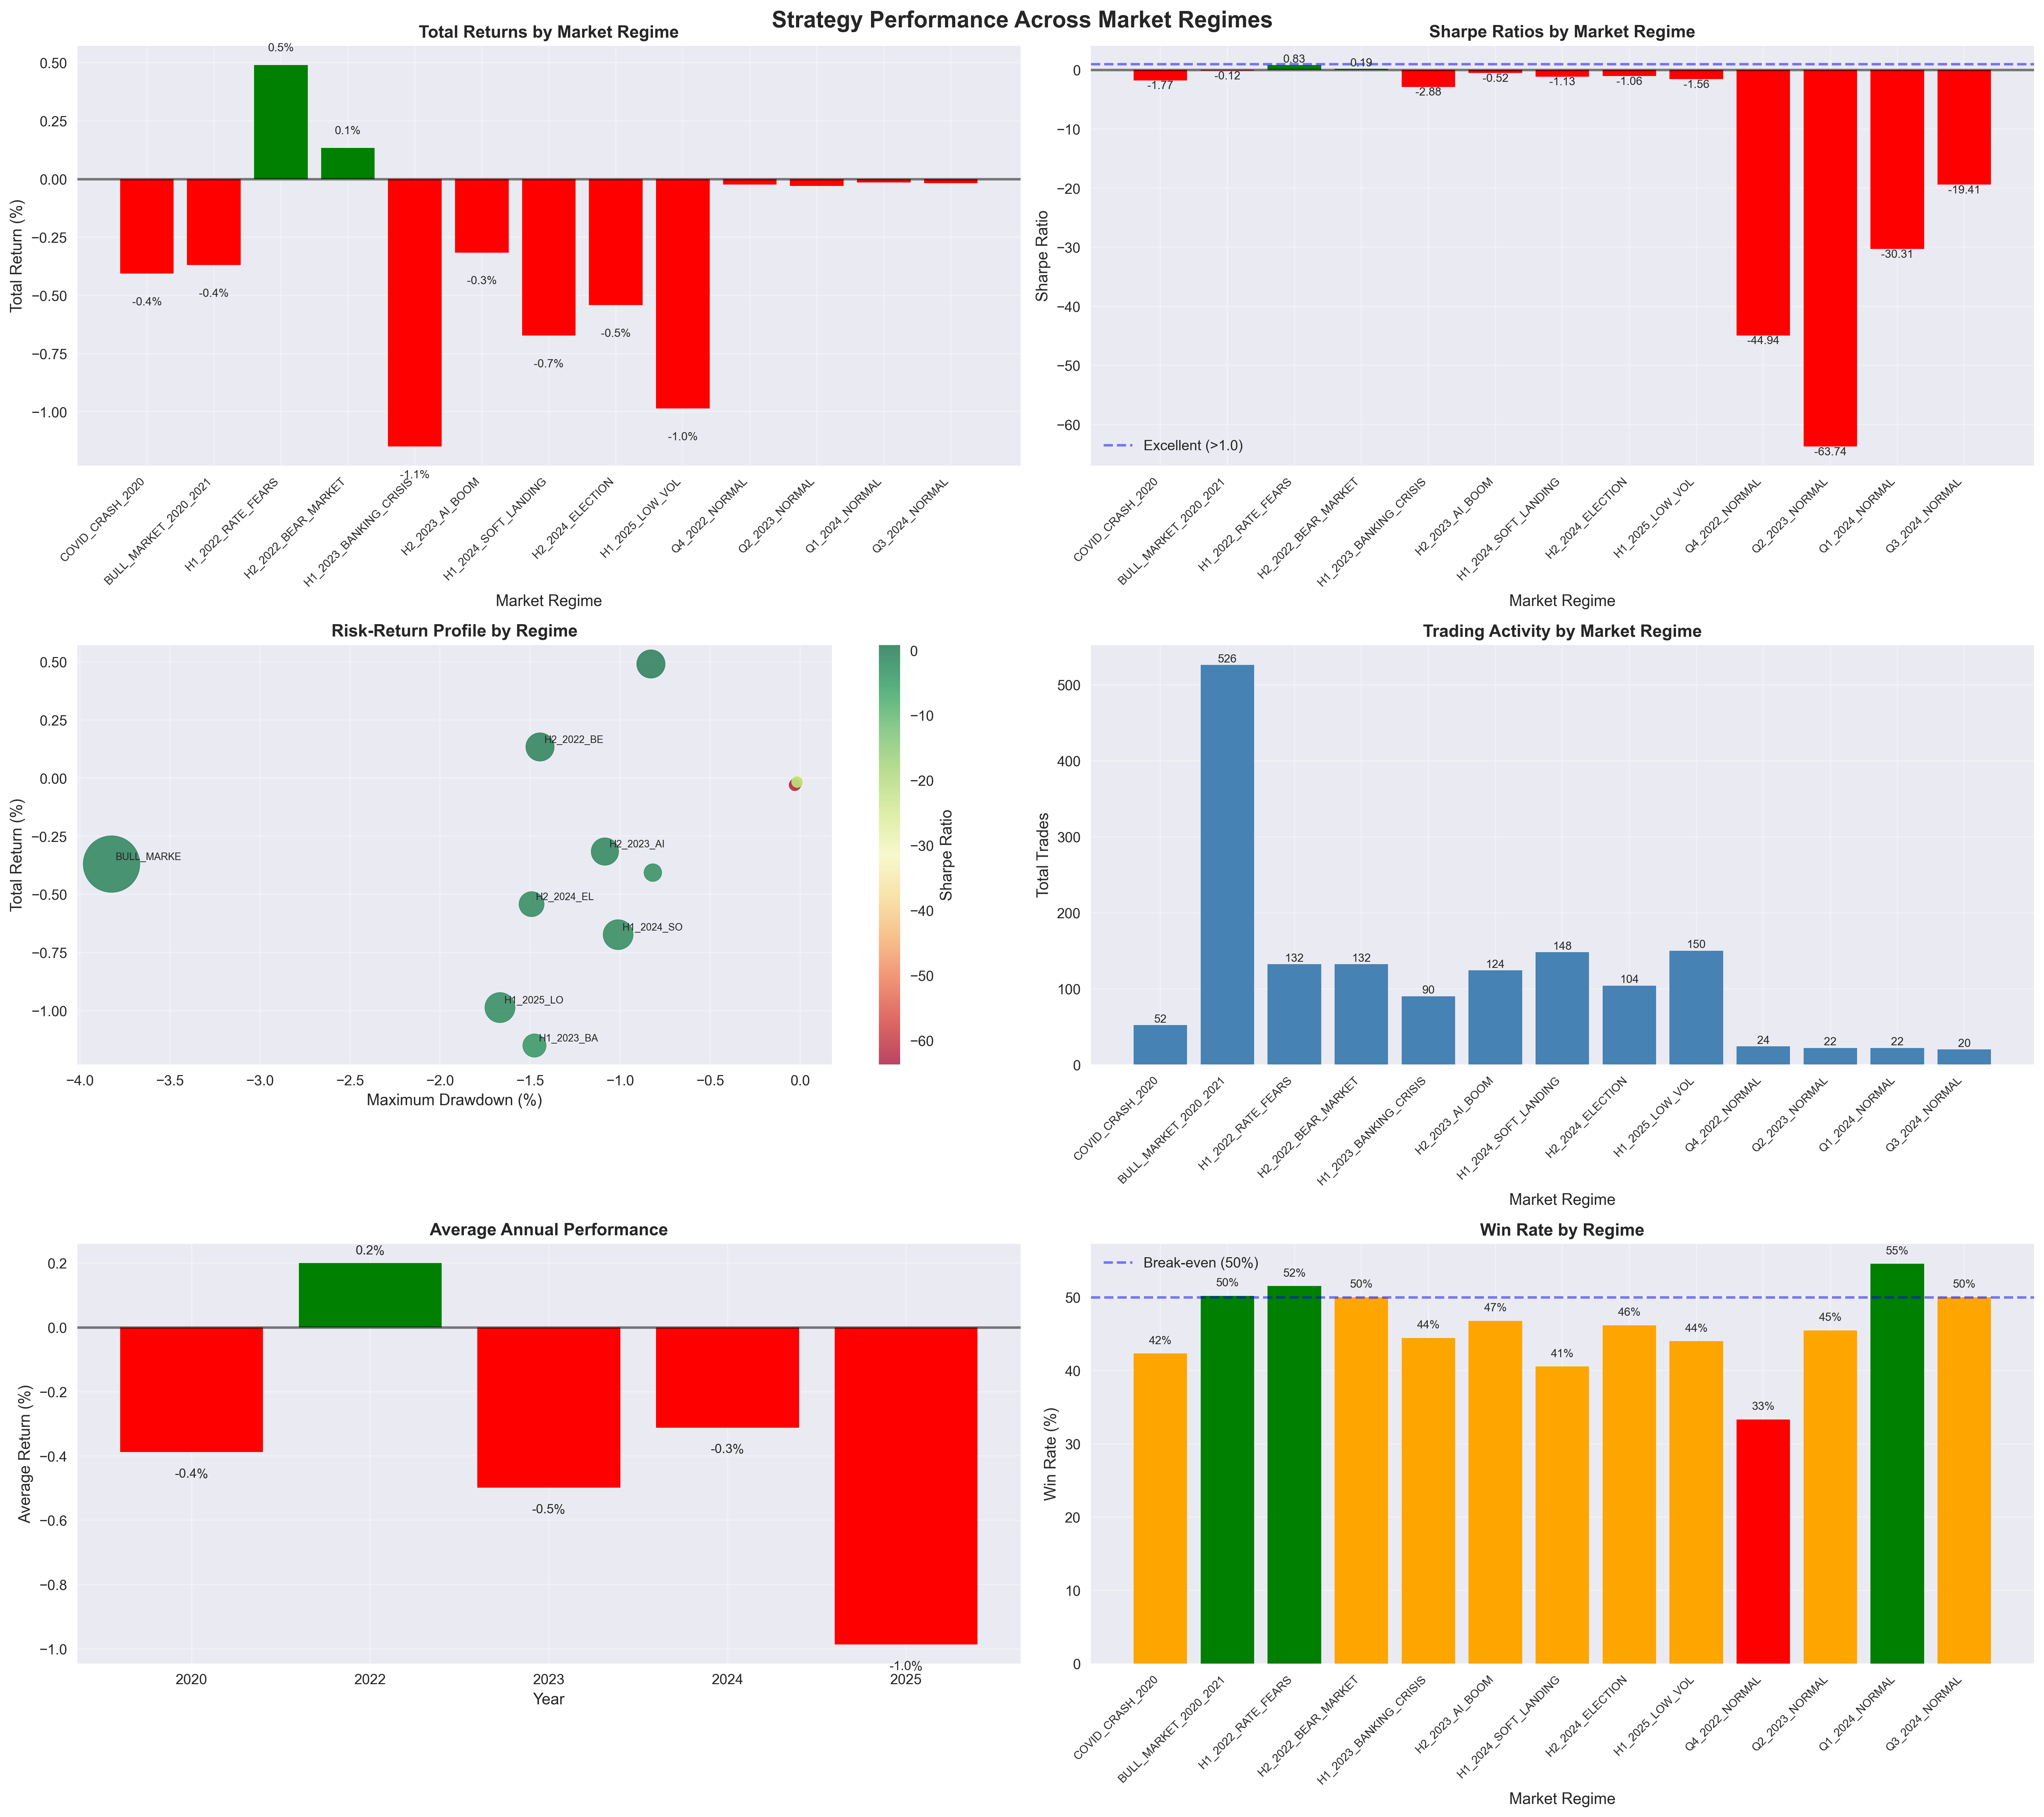 Strategy Performance Across Market Regimes
Total Returns by Market Regime
Total Return (%)
0.50
0.25
0.00
−0.25
−0.50
−0.75
−1.00
-0.4%
-0.4%
0.5%
0.1%
-1.1%
-0.3%
-0.7%
-0.5%
-1.0%
COVID_CRASH_2020
BULL_MARKET_2020_2021
H1_2022_RATE_FEARS
H2_2022_BEAR_MARKET
H1_2023_BANKING_CRISIS
H2_2023_AI_BOOM
H1_2024_SOFT_LANDING
H2_2024_ELECTION
H1_2025_LOW_VOL
Q4_2022_NORMAL
Q2_2023_NORMAL
Q1_2024_NORMAL
Q3_2024_NORMAL
Market Regime
Sharpe Ratios by Market Regime
Sharpe Ratio
0
−10
−20
−30
−40
−50
−60
-1.77
-0.12
0.83
0.19
-2.88
-0.52
-1.13
-1.06
-1.56
-44.94
-63.74
-30.31
-19.41
Excellent (>1.0)
COVID_CRASH_2020
BULL_MARKET_2020_2021
H1_2022_RATE_FEARS
H2_2022_BEAR_MARKET
H1_2023_BANKING_CRISIS
H2_2023_AI_BOOM
H1_2024_SOFT_LANDING
H2_2024_ELECTION
H1_2025_LOW_VOL
Q4_2022_NORMAL
Q2_2023_NORMAL
Q1_2024_NORMAL
Q3_2024_NORMAL
Market Regime
Risk-Return Profile by Regime
Total Return (%)
0.50
0.25
0.00
−0.25
−0.50
−0.75
−1.00
H2_2022_BE
BULL_MARKE
H2_2023_AI
H2_2024_EL
H1_2024_SO
H1_2025_LO
H1_2023_BA
−4.0
−3.5
−3.0
−2.5
−2.0
−1.5
−1.0
−0.5
0.0
Maximum Drawdown (%)
0
−10
−20
−30
−40
−50
−60
Sharpe Ratio
Trading Activity by Market Regime
Total Trades
500
400
300
200
100
0
52
526
132
132
90
124
148
104
150
24
22
22
20
COVID_CRASH_2020
BULL_MARKET_2020_2021
H1_2022_RATE_FEARS
H2_2022_BEAR_MARKET
H1_2023_BANKING_CRISIS
H2_2023_AI_BOOM
H1_2024_SOFT_LANDING
H2_2024_ELECTION
H1_2025_LOW_VOL
Q4_2022_NORMAL
Q2_2023_NORMAL
Q1_2024_NORMAL
Q3_2024_NORMAL
Market Regime
Average Annual Performance
Average Return (%)
0.2
0.0
−0.2
−0.4
−0.6
−0.8
−1.0
-0.4%
0.2%
-0.5%
-0.3%
-1.0%
2020
2022
2023
2024
2025
Year
Win Rate by Regime
Win Rate (%)
50
40
30
20
10
0
Break-even (50%)
42%
50%
52%
50%
44%
47%
41%
46%
44%
33%
45%
55%
50%
COVID_CRASH_2020
BULL_MARKET_2020_2021
H1_2022_RATE_FEARS
H2_2022_BEAR_MARKET
H1_2023_BANKING_CRISIS
H2_2023_AI_BOOM
H1_2024_SOFT_LANDING
H2_2024_ELECTION
H1_2025_LOW_VOL
Q4_2022_NORMAL
Q2_2023_NORMAL
Q1_2024_NORMAL
Q3_2024_NORMAL
Market Regime